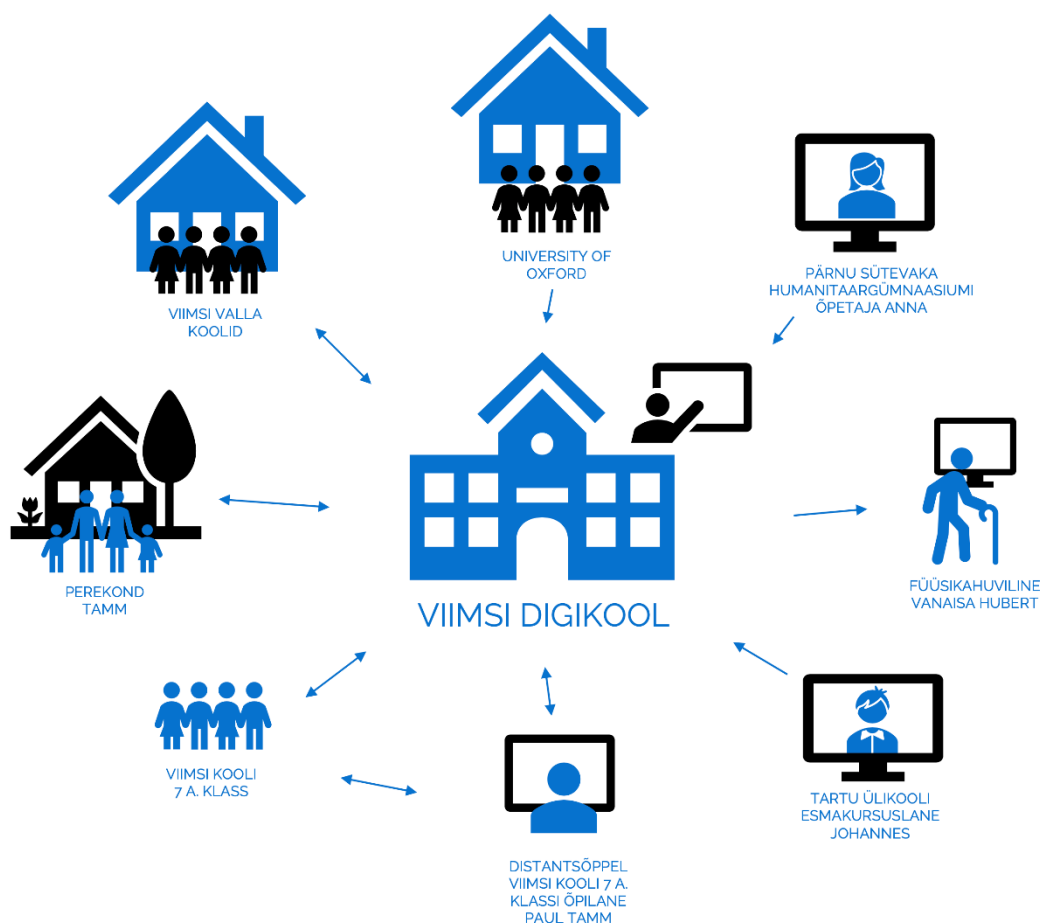 UNIVERSITY OF
OXFORD
PÄRNU SÜTEVAKA
HUMANITAARGÜMNAASIUMI
ÕPETAJA ANNA
VIIMSI VALLA
KOOLID
PEREKOND
TAMM
VIIMSI DIGIKOOL
FÜÜSIKAHUVILINE
VANAISA HUBERT
VIIMSI KOOLI
7 A. KLASS
TARTU ÜLIKOOLI
ESMAKURSUSLANE
JOHANNES
DISTANTSÕPPEL
VIIMSI KOOLI 7 A.
KLASSI ÕPILANE
PAUL TAMM